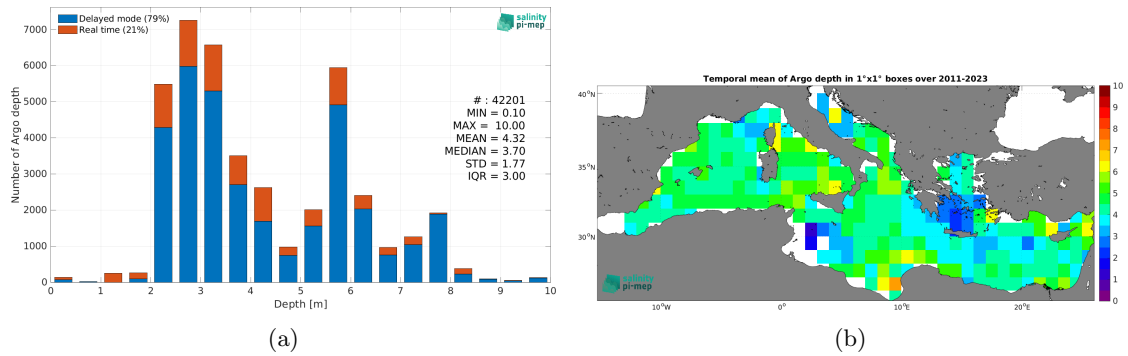 Delayed mode (79%)
Real time (21%)
salinity
pi-mep
# : 42201
MIN = 0.10
MAX = 10.00
MEAN = 4.32
MEDIAN = 3.70
STD = 1.77
IQR = 3.00
Number of Argo depth
7000
6000
5000
4000
3000
2000
1000
0
0 1 2 3 4 5 6 7 8 9 10
Depth [m]
(a)
Temporal mean of Argo depth in 1°x1° boxes over 2011-2023
40°N
35°N
30°N
10°W 0° 10°E 20°E
10
9
8
7
6
5
4
3
2
1
0
salinity
pi-mep
(b)